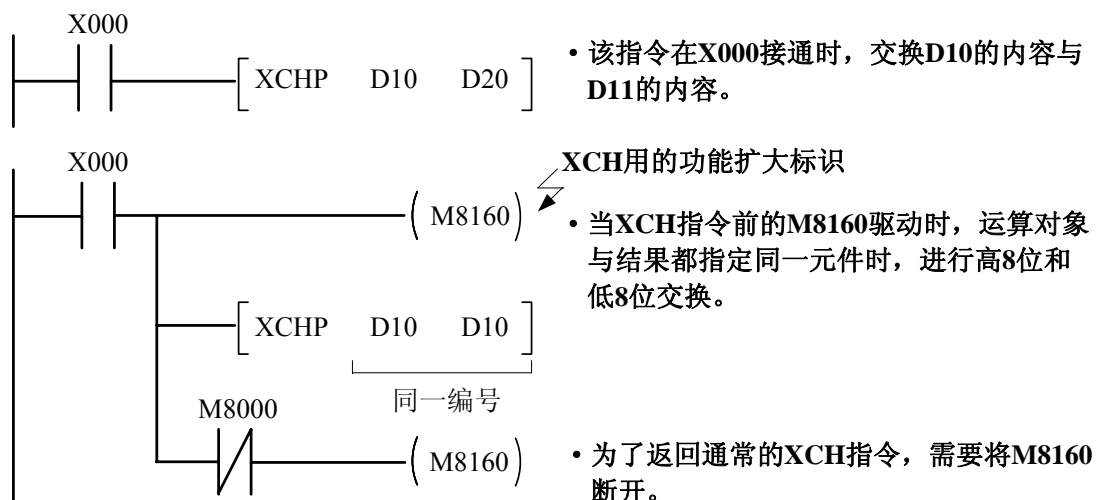 X000
XCHP D10 D20
·该指令在X000接通时，交换D10的内容与
D11的内容。
X000
XCH用的功能扩大标识
M8160
·当XCH指令前的M8160驱动时，运算对象
与结果都指定同一元件时，进行高8位和
低8位交换。
XCHP D10 D10
同一编号
M8000
M8160
·为了返回通常的XCH指令，需要将M8160
断开。